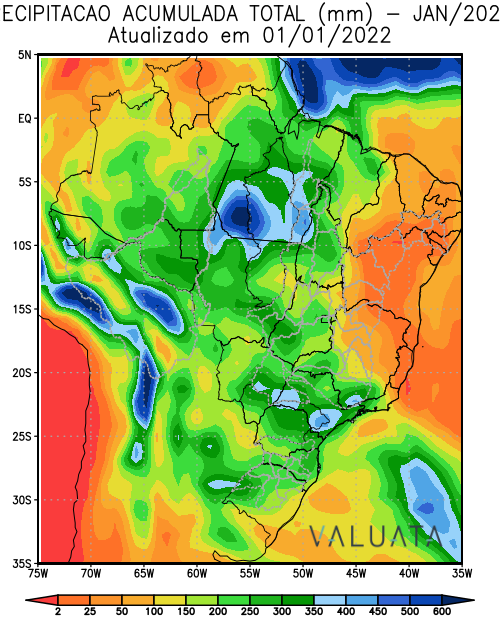 ECIPITACAO ACUMULADA TOTAL (mm) – JAN/202
Atualizado em 01/01/2022
5N
EQ
5S
10S
15S
20S
25S
30S
35S
VALUATA
75W 70W 65W 60W 55W 50W 45W 40W 35W
2 25 50 100 150 200 250 300 350 400 450 500 600